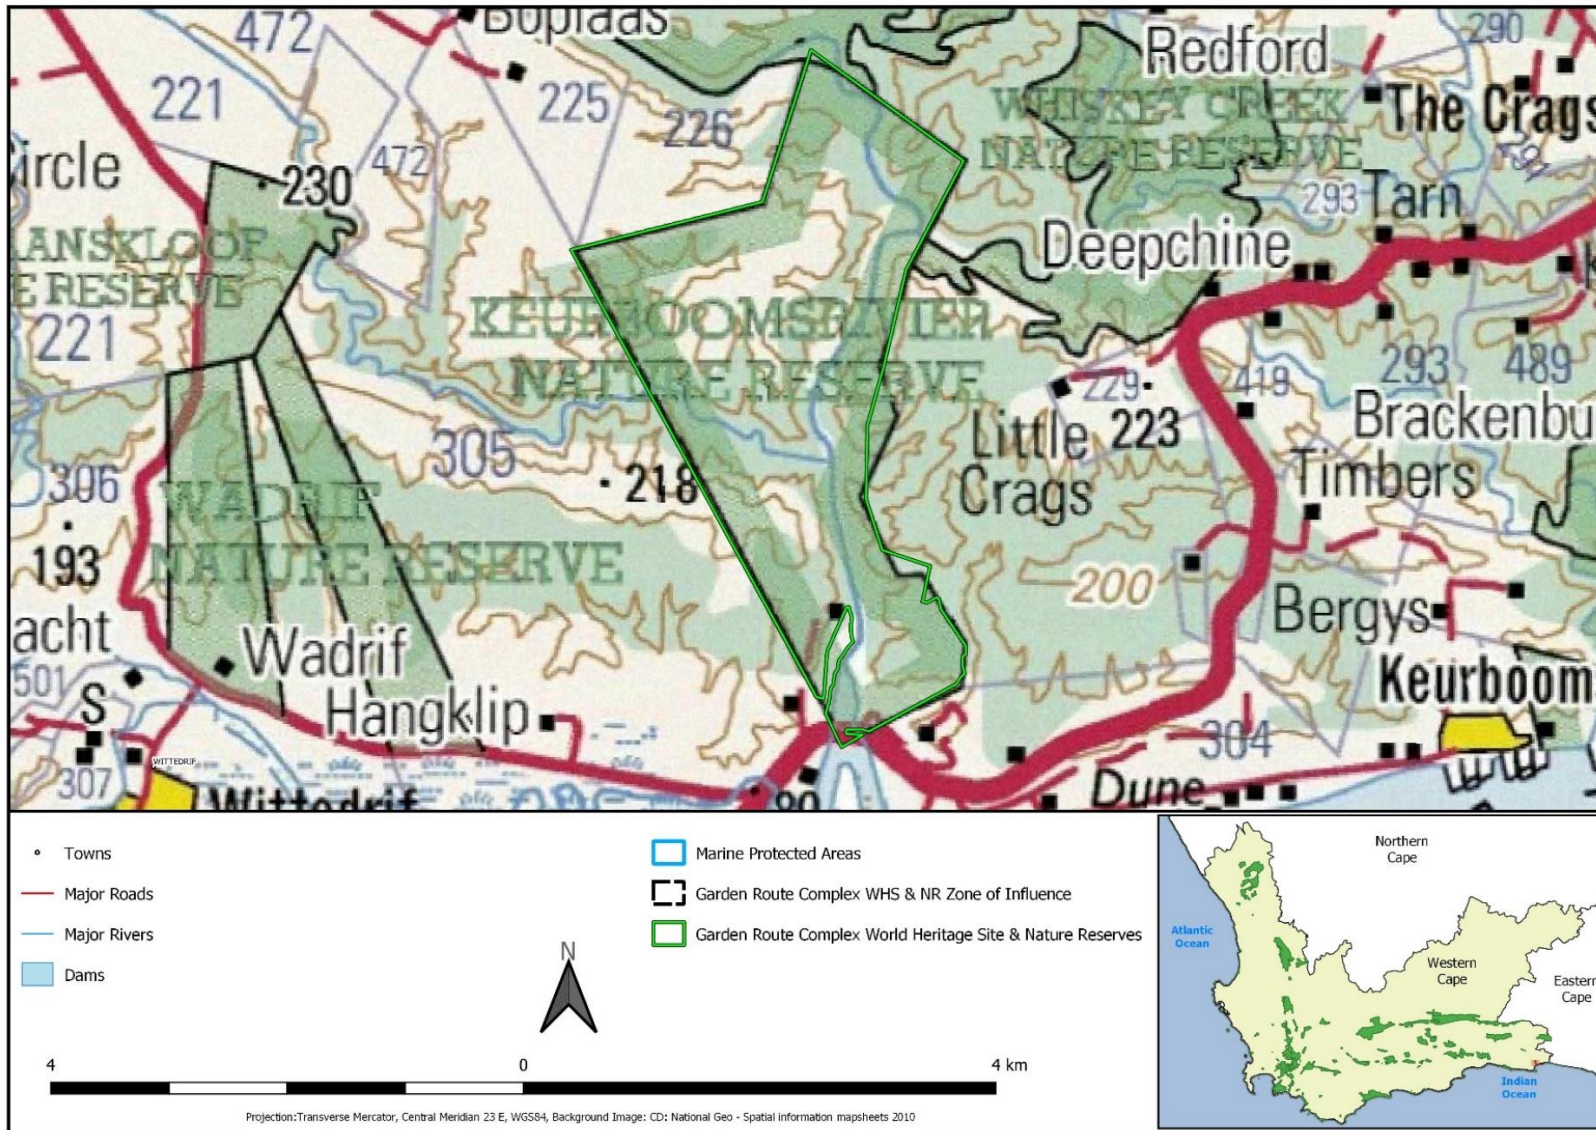 472
Boplaas
290
Redford
221
225
WHISKEY CREEK
NATURE RESERVE
The Crags
226
472
ircle
230
293
Tarn
Deepchine
ANSKLOOF
E RESERVE
221
KEURBOOMSRIVIER
NATURE RESERVE
229
223
419
293
489
Little
Crags
Brackenbu
305
306
218
Timbers
WADRIF
NATURE RESERVE
193
200
Bergys
acht
Wadrif
501
Hangklip
S
Keurboom
304
307
WITTEDRIF
Wittedrif
Dune
Towns
Major Roads
Major Rivers
Dams
Marine Protected Areas
Garden Route Complex WHS & NR Zone of Influence
Garden Route Complex World Heritage Site & Nature Reserves
N
4 0 4 km
Projection:Transverse Mercator, Central Meridian 23 E, WGS84, Background Image: CD: National Geo - Spatial information mapsheets 2010
Northern
Cape
Atlantic
Ocean
Western
Cape
Eastern
Cape
Indian
Ocean